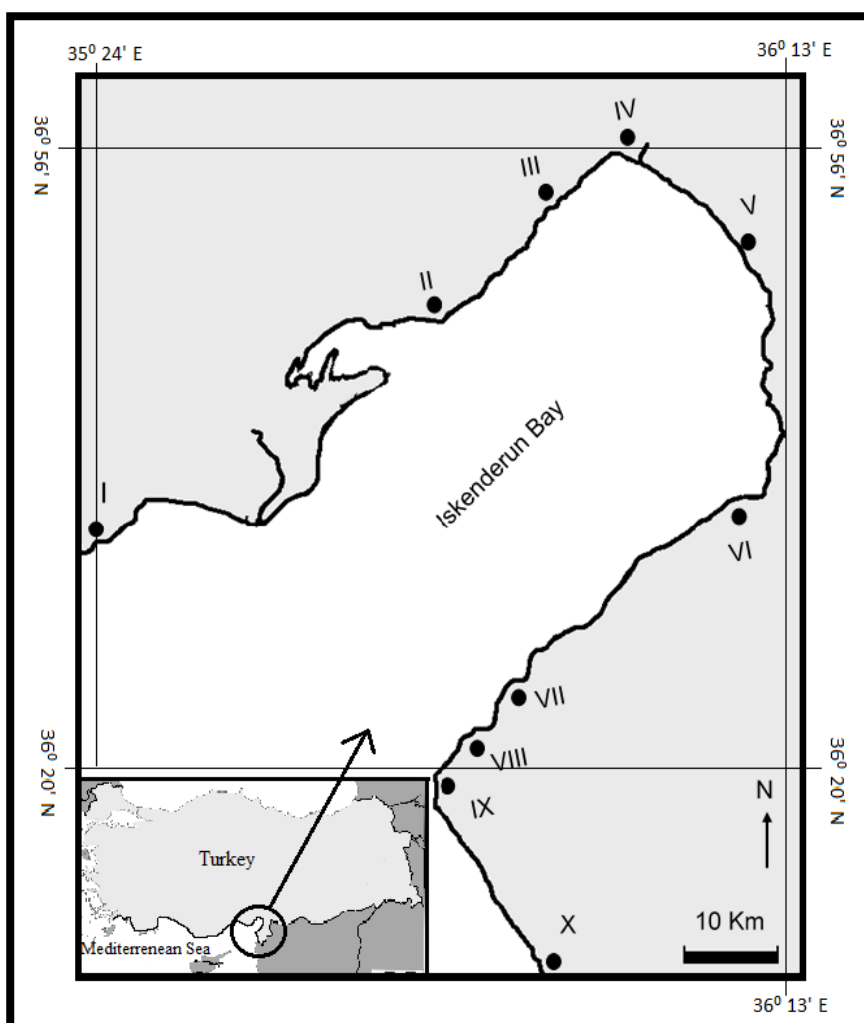 35⁰ 24' E
36⁰ 13' E
36⁰ 56' N
36⁰ 56' N
IV
III
V
II
Iskenderun Bay
I
VI
VII
VIII
36⁰ 20' N
36⁰ 20' N
IX
N
Turkey
X
10 Km
Mediterrenean Sea
36⁰ 13' E